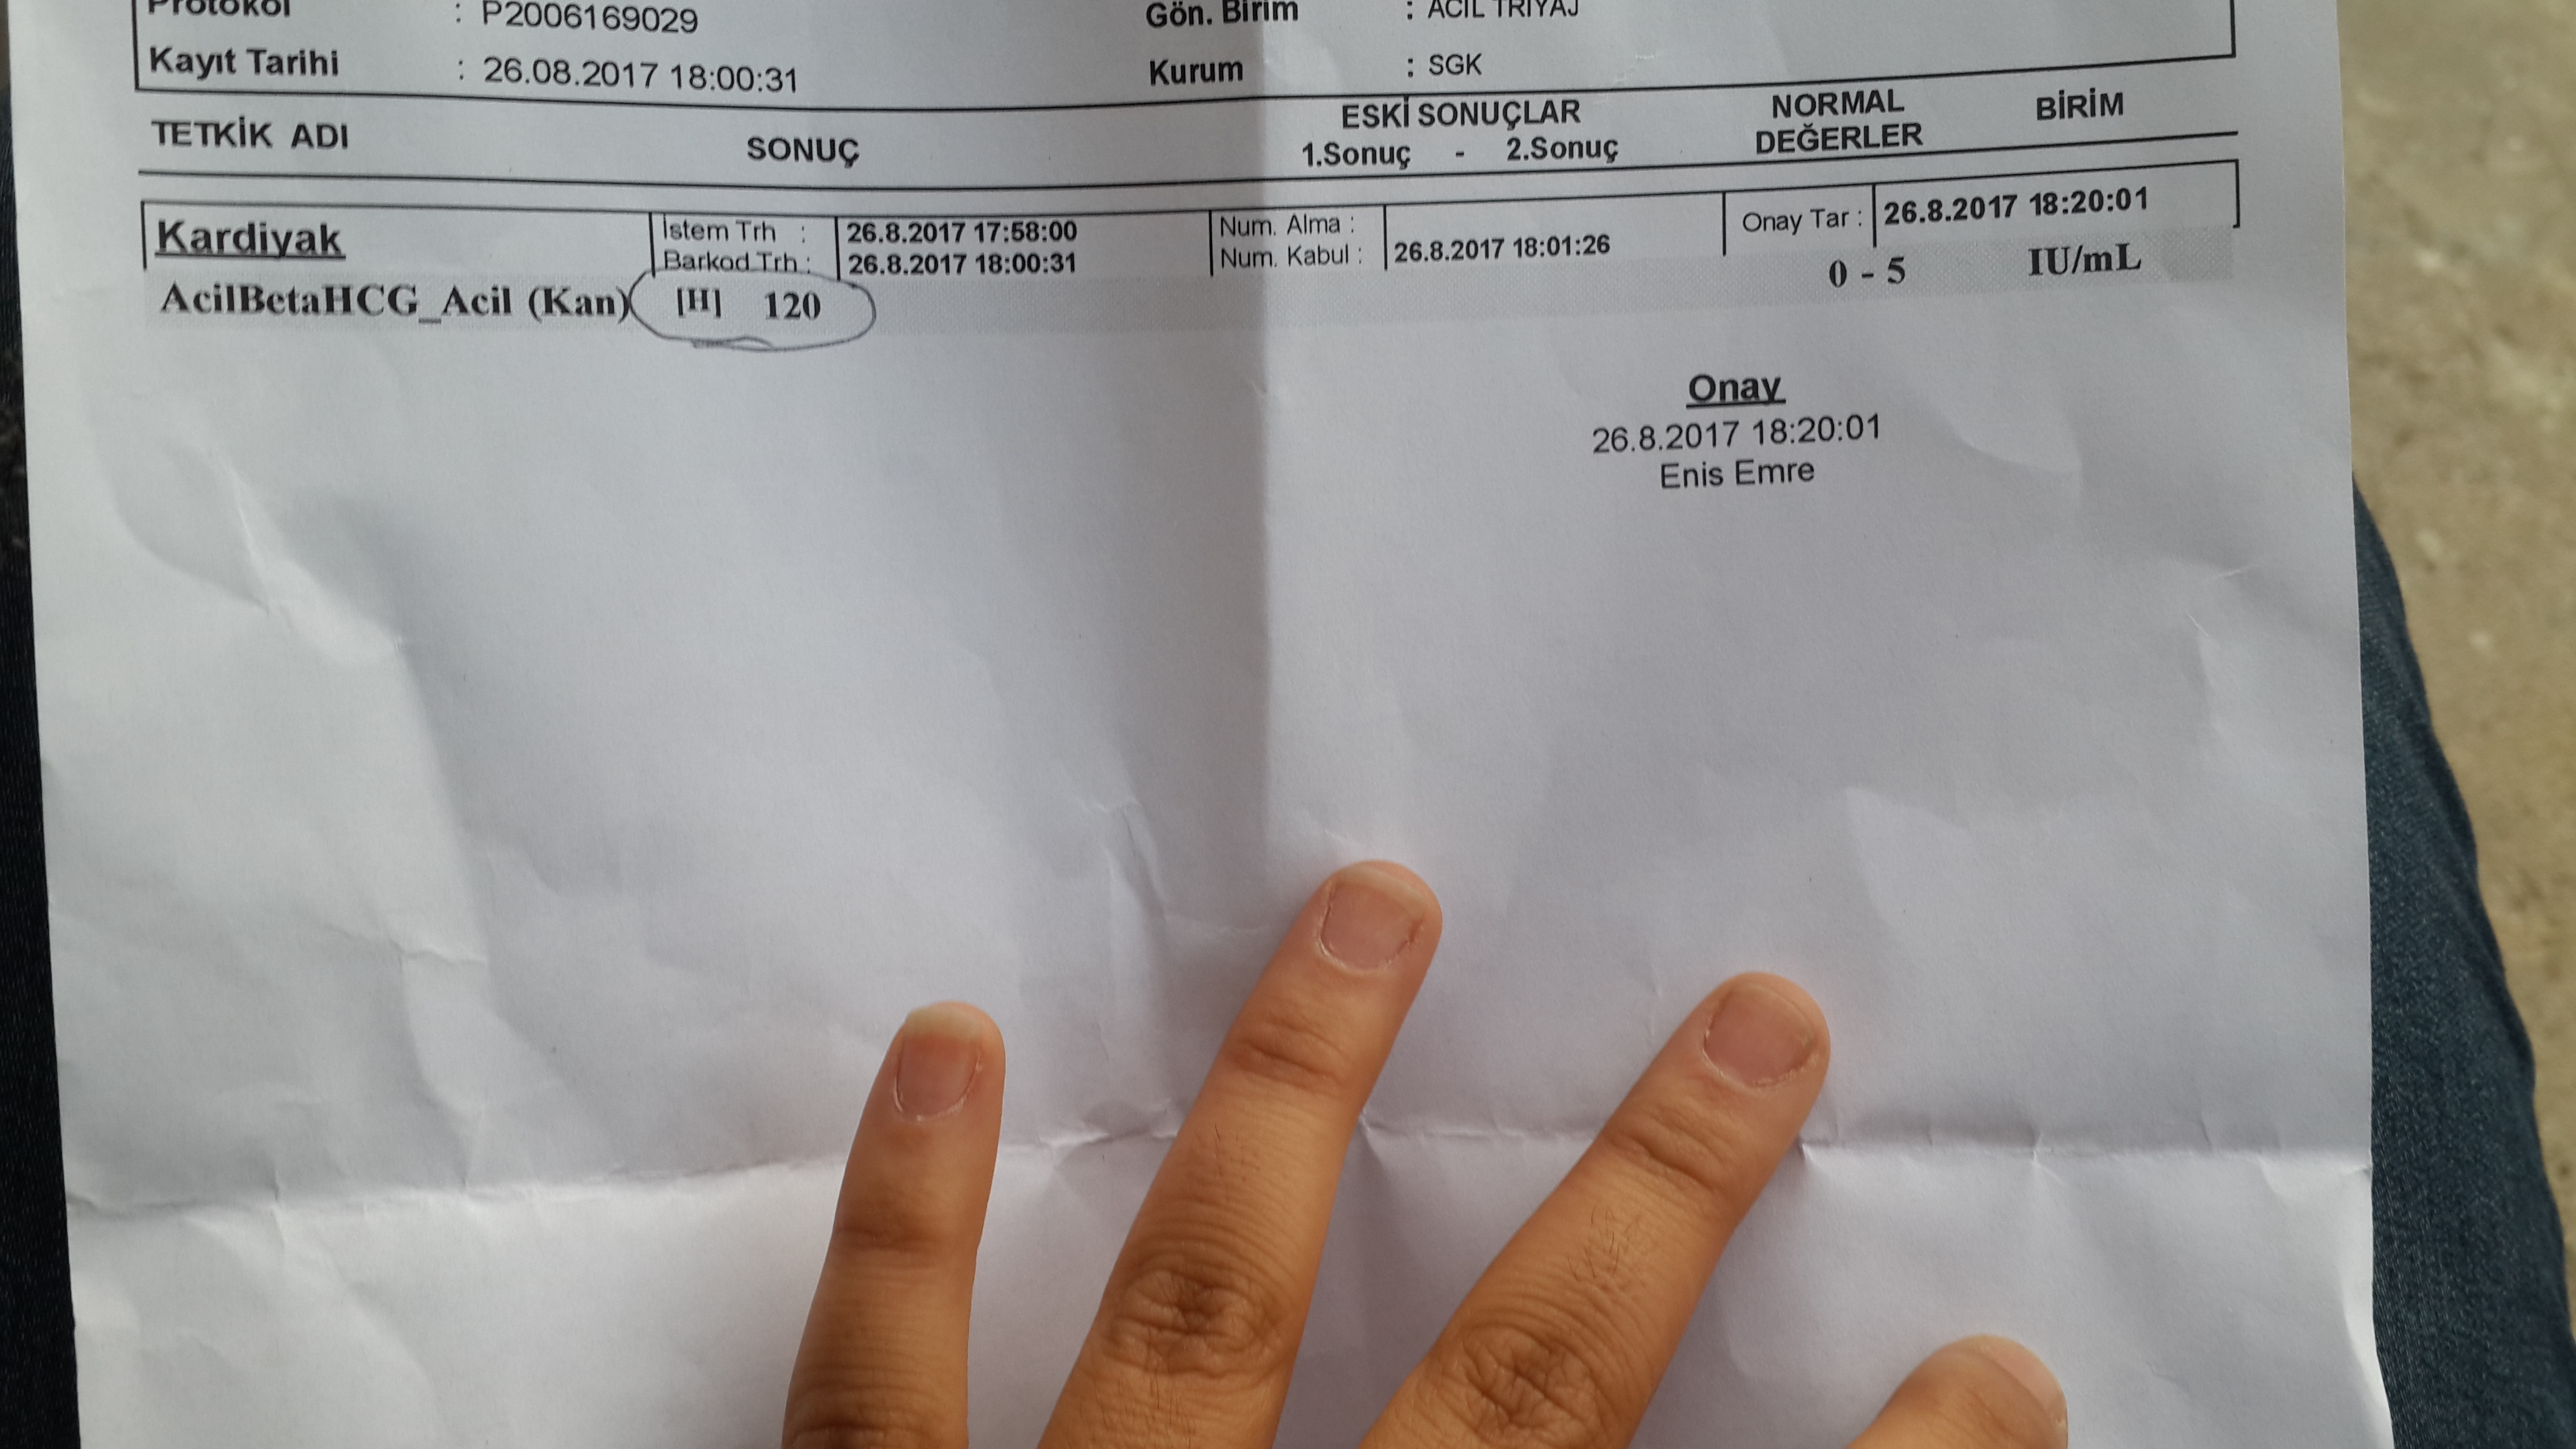 Protokol : P2006169029 Gön. Birim : ACİL TRİYAJ
Kayıt Tarihi : 26.08.2017 18:00:31 Kurum : SGK
TETKİK ADI SONUÇ ESKİ SONUÇLAR NORMAL DEĞERLER BİRİM
1.Sonuç - 2.Sonuç
Kardiyak İstem Trh : 26.8.2017 17:58:00 Num. Alma : Onay Tar : 26.8.2017 18:20:01
Barkod Trh : 26.8.2017 18:00:31 Num. Kabul : 26.8.2017 18:01:26
AcilBetaHCG_Acil (Kan) [H] 120 0 - 5 IU/mL
Onay
26.8.2017 18:20:01
Enis Emre